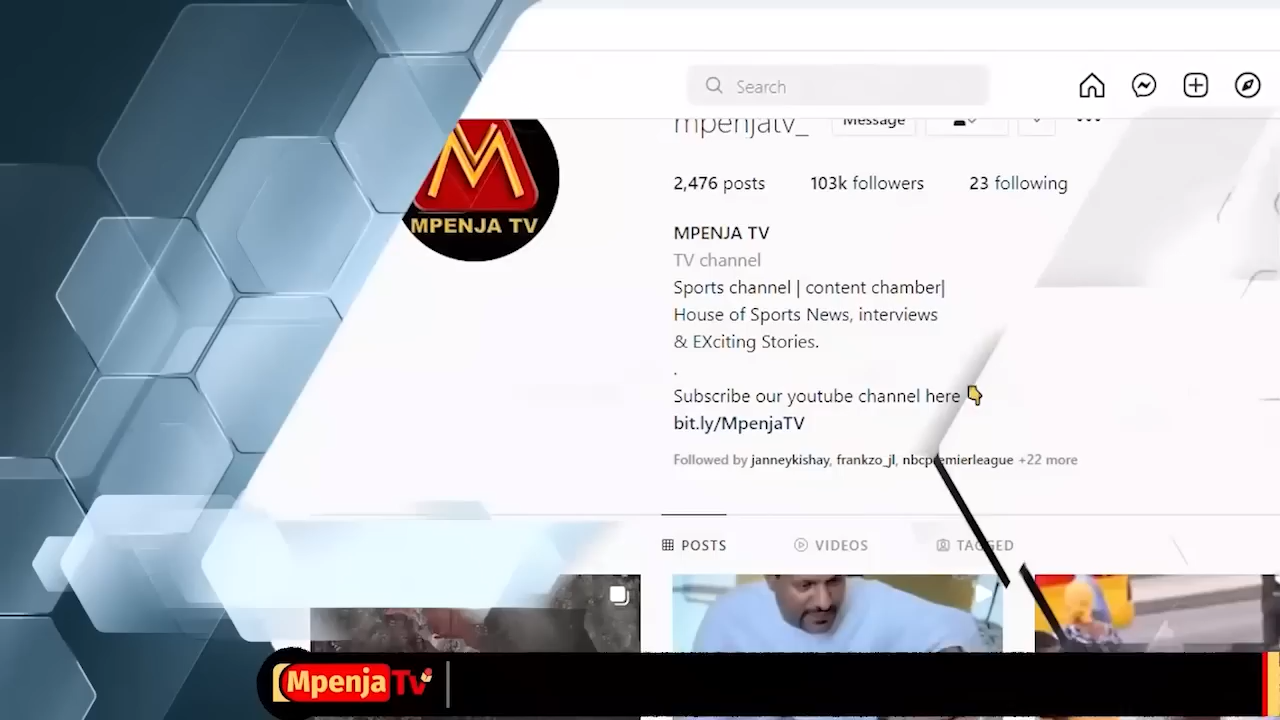 Search
mpenjatv_ Message
2,476 posts 103k followers 23 following
MPENJA TV
MPENJA TV
TV channel
Sports channel | content chamber|
House of Sports News, interviews
& EXciting Stories.
.
Subscribe our youtube channel here 👇
bit.ly/MpenjaTV
Followed by janneykishay, frankzo_jl, nbcpremierleague +22 more
POSTS VIDEOS TAGGED
MpenjaTv